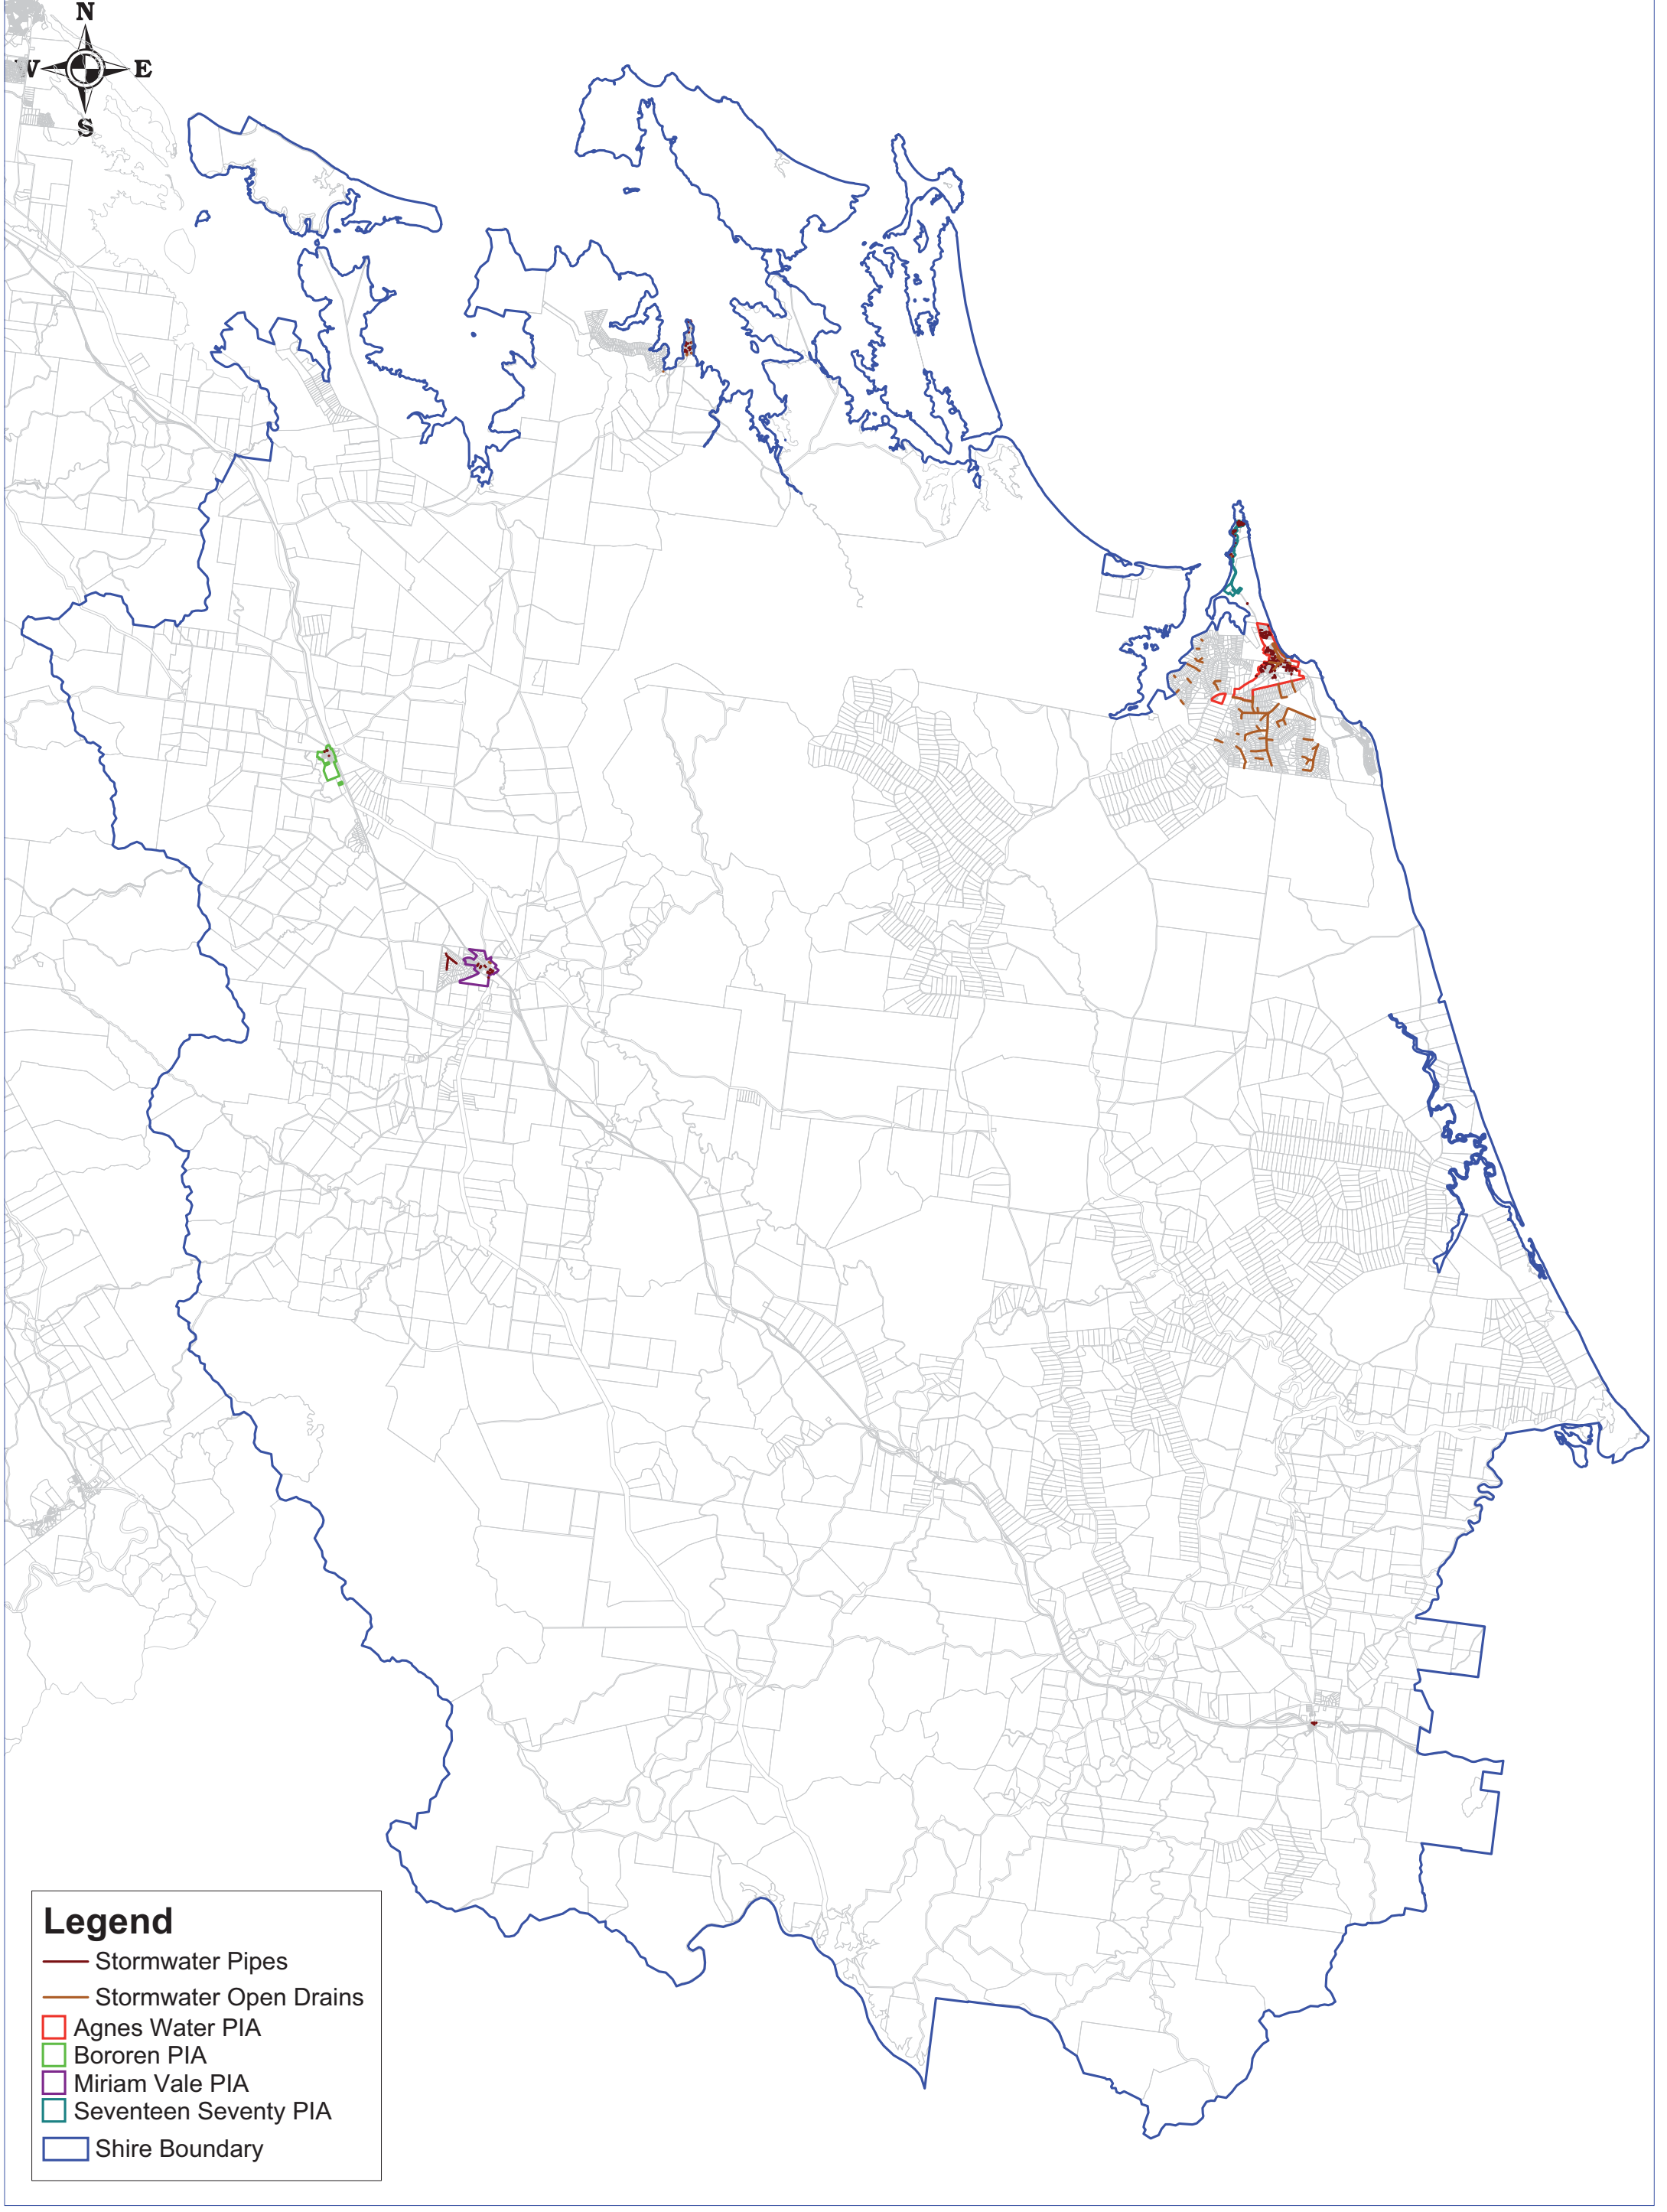 N
W E
S
Legend
Stormwater Pipes
Stormwater Open Drains
Agnes Water PIA
Bororen PIA
Miriam Vale PIA
Seventeen Seventy PIA
Shire Boundary